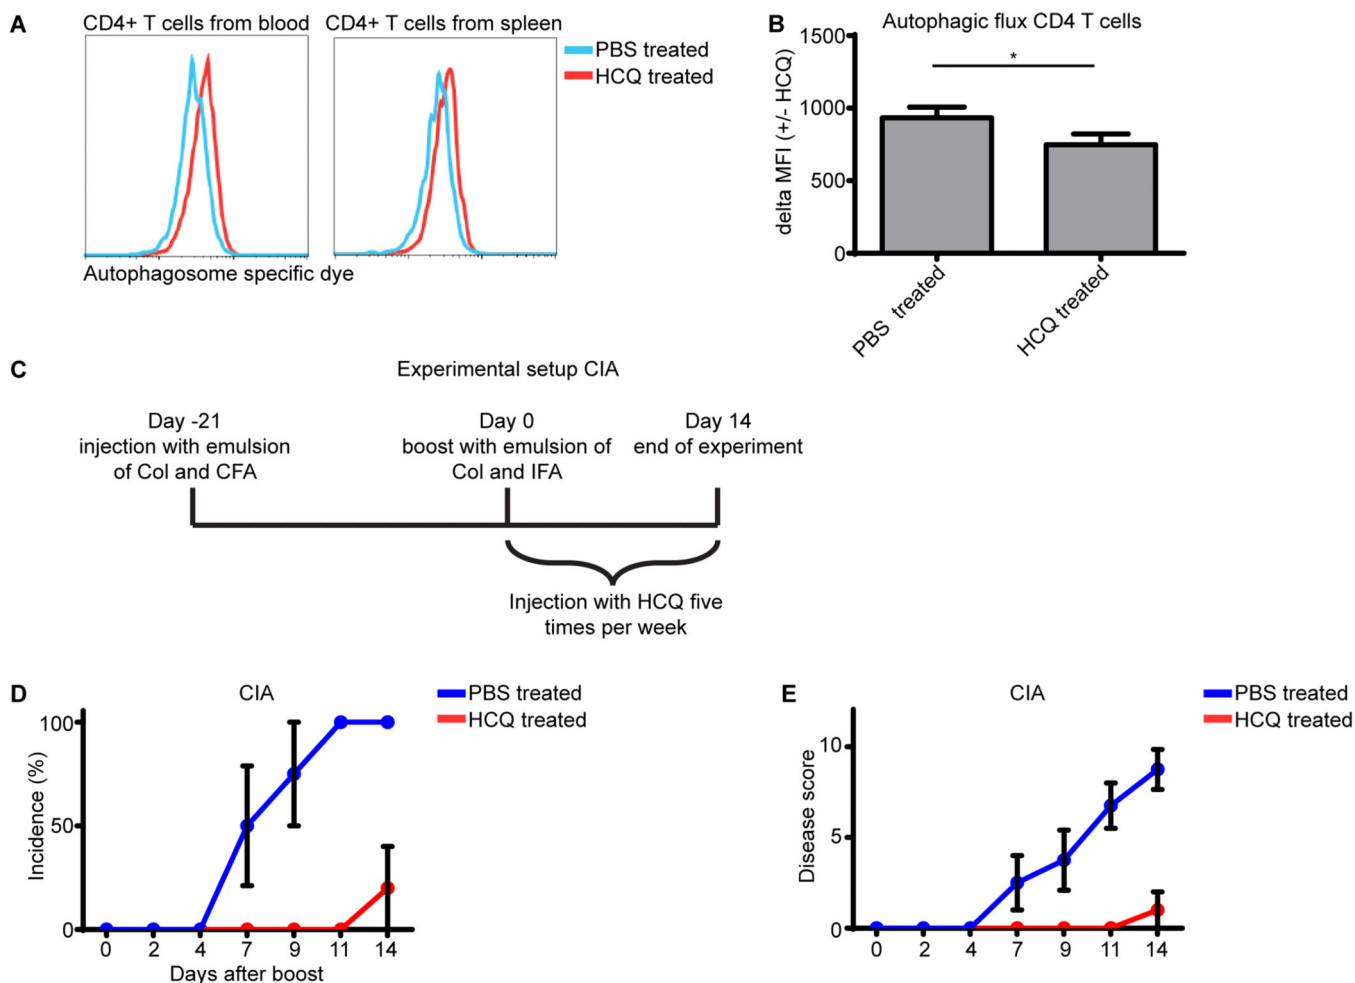 A
CD4+ T cells from blood
CD4+ T cells from spleen
PBS treated
HCQ treated
Autophagosome specific dye
B
Autophagic flux CD4 T cells
delta MFI (+/- HCQ)
1500
1000
500
0
*
PBS treated
HCQ treated
C
Experimental setup CIA
Day -21
injection with emulsion
of Col and CFA
Day 0
boost with emulsion of
Col and IFA
Day 14
end of experiment
Injection with HCQ five
times per week
D
CIA
PBS treated
HCQ treated
Incidence (%)
100
50
0
0 2 4 7 9 11 14
Days after boost
E
CIA
PBS treated
HCQ treated
Disease score
10
5
0
0 2 4 7 9 11 14